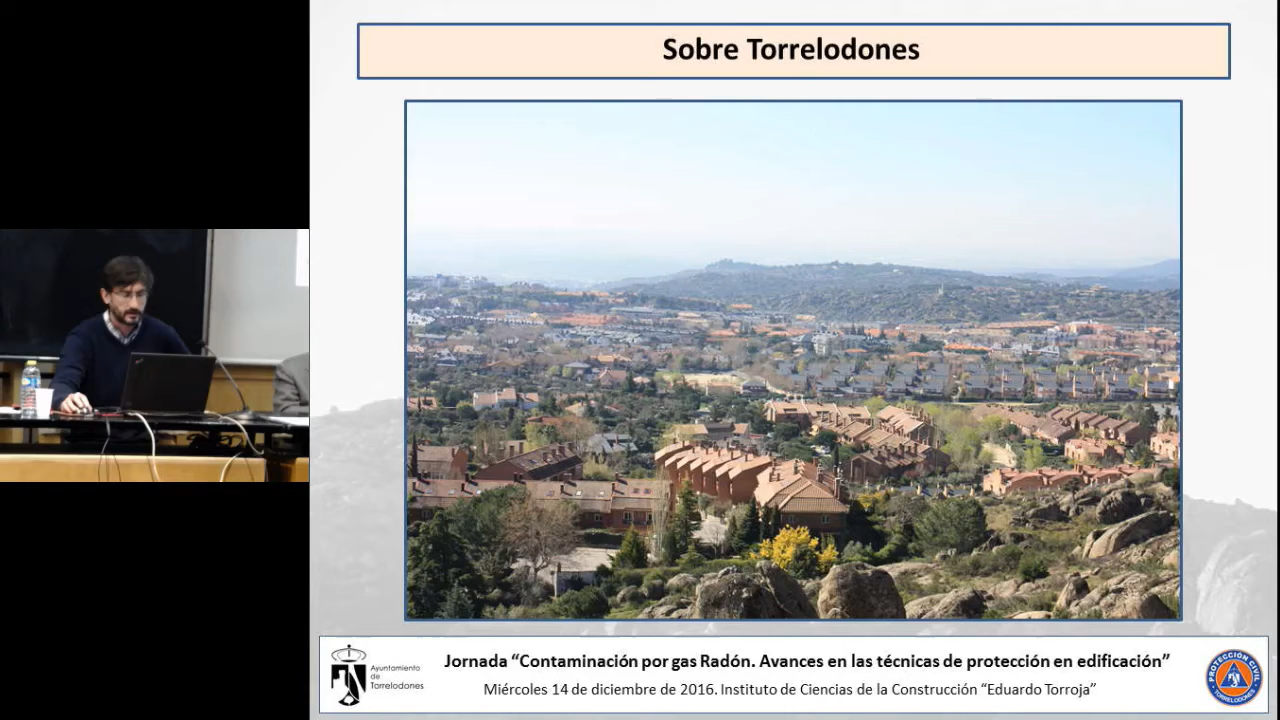 Sobre Torrelodones
Ayuntamiento
de
Torrelodones
Jornada “Contaminación por gas Radón. Avances en las técnicas de protección en edificación”
Miércoles 14 de diciembre de 2016. Instituto de Ciencias de la Construcción “Eduardo Torroja”
PROTECCIÓN CIVIL
TORRELODONES